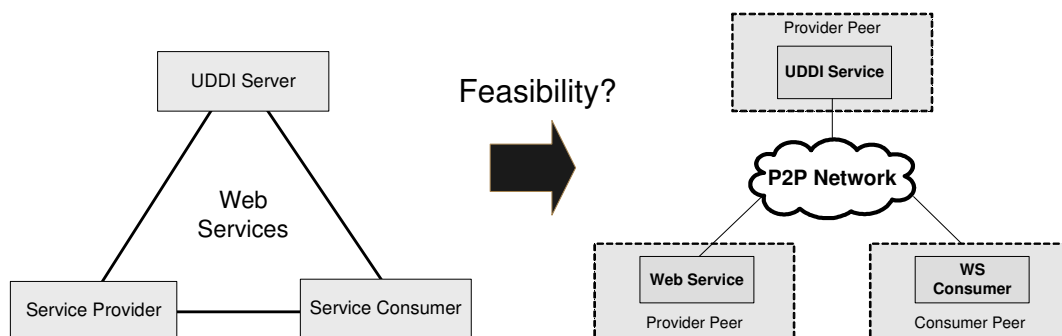 UDDI Server
Web
Services
Service Provider
Service Consumer
Feasibility?
Provider Peer
UDDI Service
P2P Network
Web Service
Provider Peer
WS
Consumer
Consumer Peer